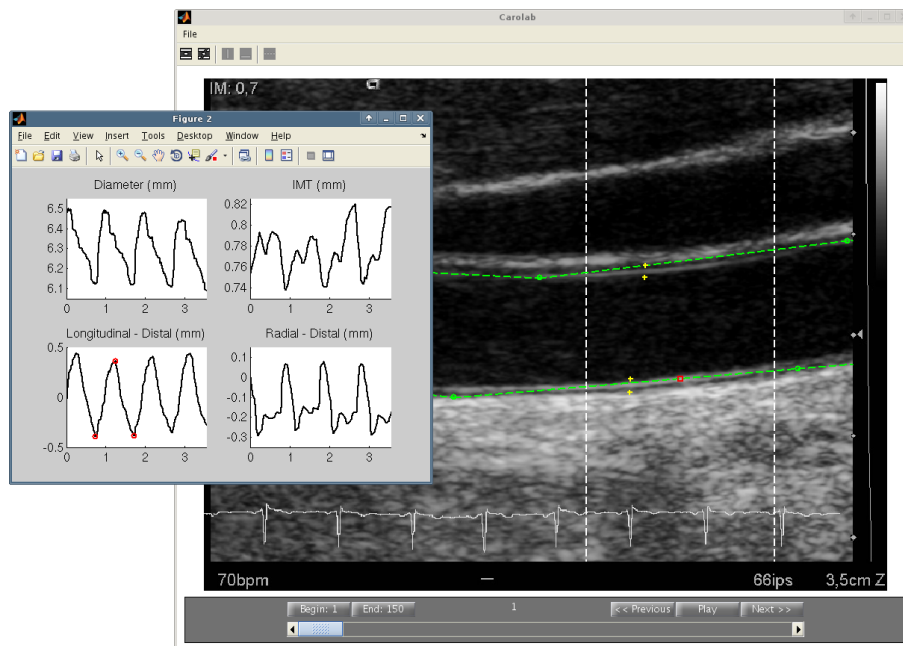 Carolab
File
IM: 0,7
Figure 2
File Edit View Insert Tools Desktop Window Help
Diameter (mm)
6.5
6.4
6.3
6.2
6.1
0 1 2 3
IMT (mm)
0.82
0.8
0.78
0.76
0.74
0 1 2 3
Longitudinal - Distal (mm)
0.5
0
-0.5
0 1 2 3
Radial - Distal (mm)
0.1
0
-0.1
-0.2
-0.3
0 1 2 3
70bpm 66ips 3,5cm Z
Begin: 1 End: 150 1 << Previous Play Next >>